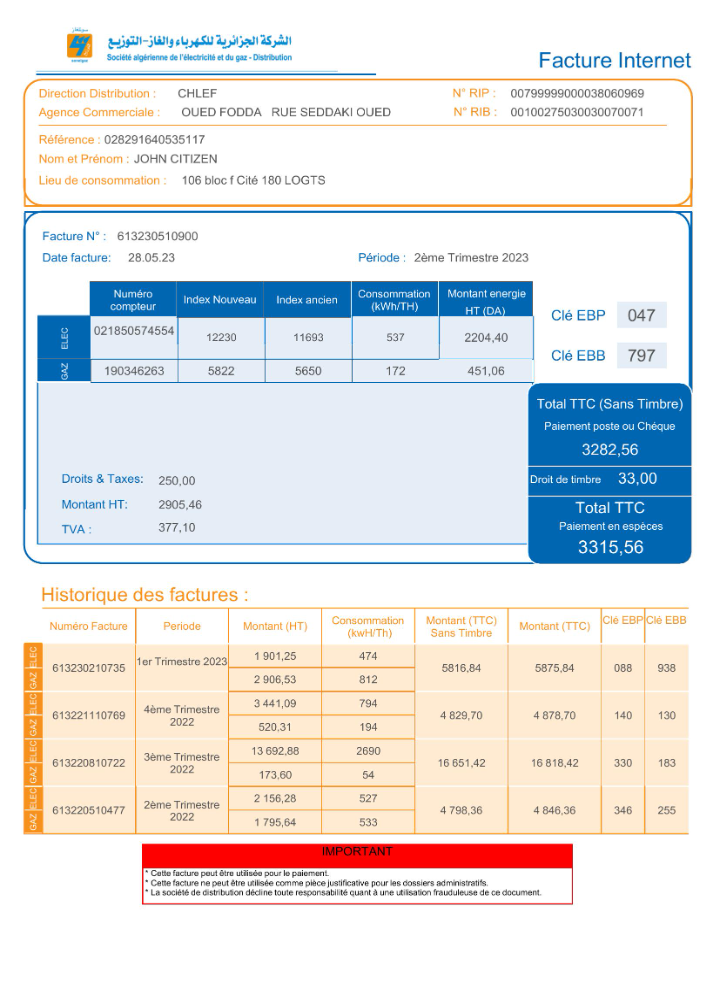 سونلغاز
الشركة الجزائرية للكهرباء والغاز-التوزيع
sonelgaz
Société algérienne de l'électricité et du gaz - Distribution
Facture Internet
Direction Distribution : CHLEF N° RIP : 00799999000038060969
Agence Commerciale : OUED FODDA RUE SEDDAKI OUED N° RIB : 00100275030030070071
Référence : 028291640535117
Nom et Prénom : JOHN CITIZEN
Lieu de consommation : 106 bloc f Cité 180 LOGTS
Facture N° : 613230510900
Date facture: 28.05.23 Période : 2ème Trimestre 2023
Numéro compteur Index Nouveau Index ancien Consommation (kWh/TH) Montant energie HT (DA)
ELEC 021850574554 12230 11693 537 2204,40
GAZ 190346263 5822 5650 172 451,06
Clé EBP 047
Clé EBB 797
Total TTC (Sans Timbre)
Paiement poste ou Chéque
3282,56
Droits & Taxes: 250,00
Droit de timbre 33,00
Montant HT: 2905,46
TVA : 377,10
Total TTC
Paiement en espèces
3315,56
Historique des factures :
Numéro Facture Periode Montant (HT) Consommation (kwH/Th) Montant (TTC) Sans Timbre Montant (TTC) Clé EBP Clé EBB
ELEC 613230210735 1er Trimestre 2023 1 901,25 474 5816,84 5875,84 088 938
GAZ 2 906,53 812
ELEC 613221110769 4ème Trimestre 2022 3 441,09 794 4 829,70 4 878,70 140 130
GAZ 520,31 194
ELEC 613220810722 3ème Trimestre 2022 13 692,88 2690 16 651,42 16 818,42 330 183
GAZ 173,60 54
ELEC 613220510477 2ème Trimestre 2022 2 156,28 527 4 798,36 4 846,36 346 255
GAZ 1 795,64 533
IMPORTANT
* Cette facture peut être utilisée pour le paiement.
* Cette facture ne peut être utilisée comme pièce justificative pour les dossiers administratifs.
* La société de distribution décline toute responsabilité quant à une utilisation frauduleuse de ce document.